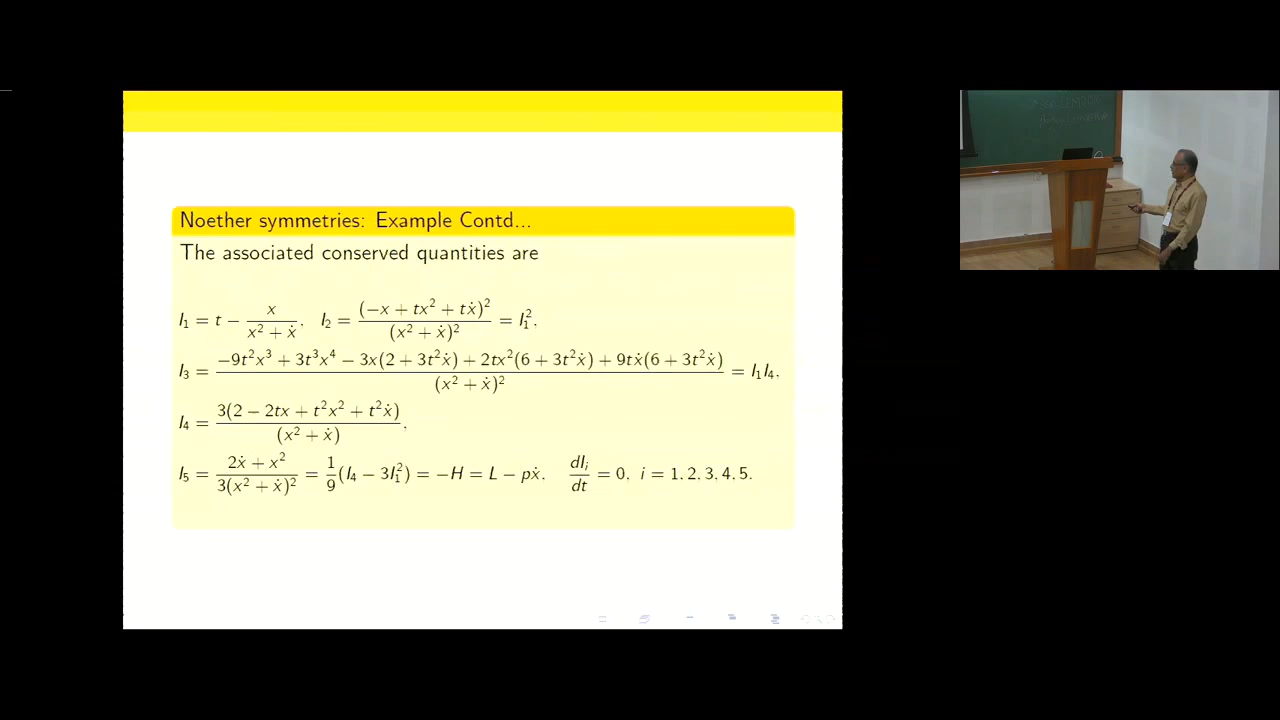 Noether symmetries: Example Contd...
The associated conserved quantities are
I₁ = t − x/(x² + ẋ), I₂ = (−x + tx² + tẋ)²/(x² + ẋ)² = I₁²,
I₃ = (−9t²x³ + 3t³x⁴ − 3x(2 + 3t²ẋ) + 2tx²(6 + 3t²ẋ) + 9tẋ(6 + 3t²ẋ))/(x² + ẋ)² = I₁I₄,
I₄ = 3(2 − 2tx + t²x² + t²ẋ)/(x² + ẋ),
I₅ = (2ẋ + x²)/(3(x² + ẋ)²) = 1/9(I₄ − 3I₁²) = −H = L − pẋ, dIᵢ/dt = 0, i = 1, 2, 3, 4, 5.